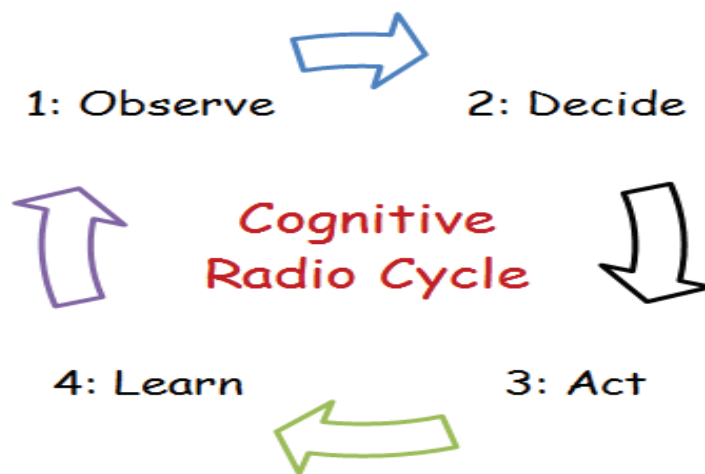 1: Observe
2: Decide
Cognitive
Radio Cycle
4: Learn
3: Act